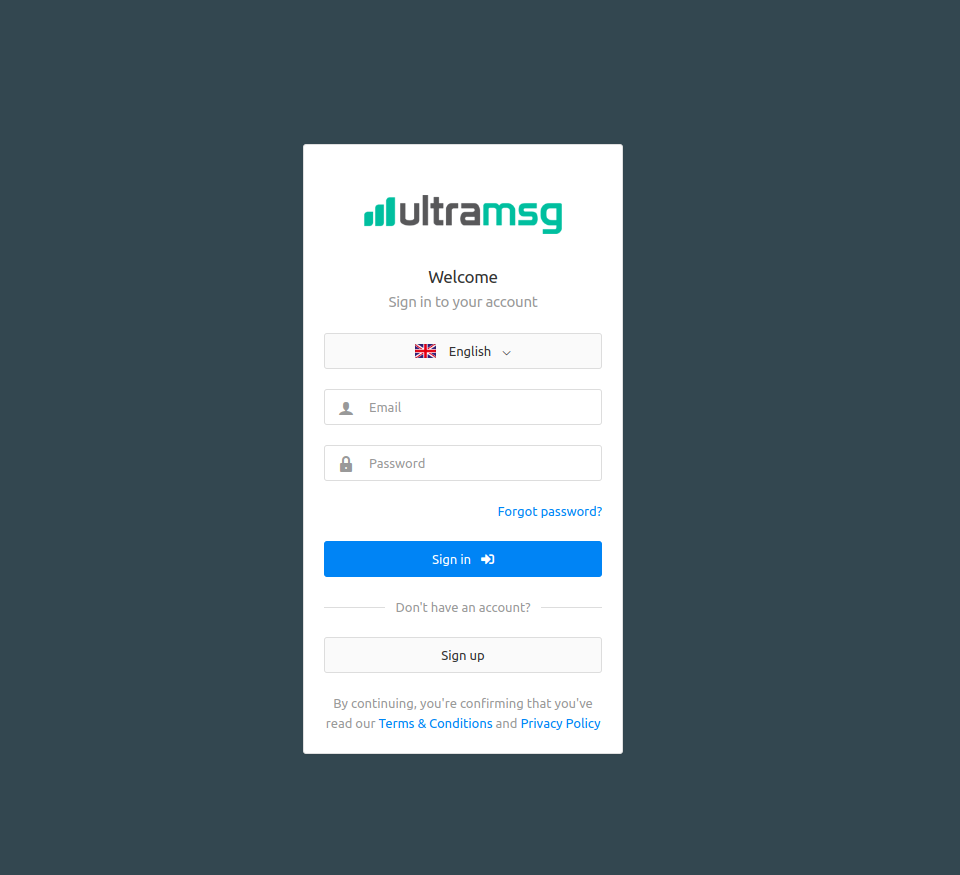 ultramsg
Welcome
Sign in to your account
English
Email
Password
Forgot password?
Sign in
Don't have an account?
Sign up
By continuing, you're confirming that you've
read our Terms & Conditions and Privacy Policy